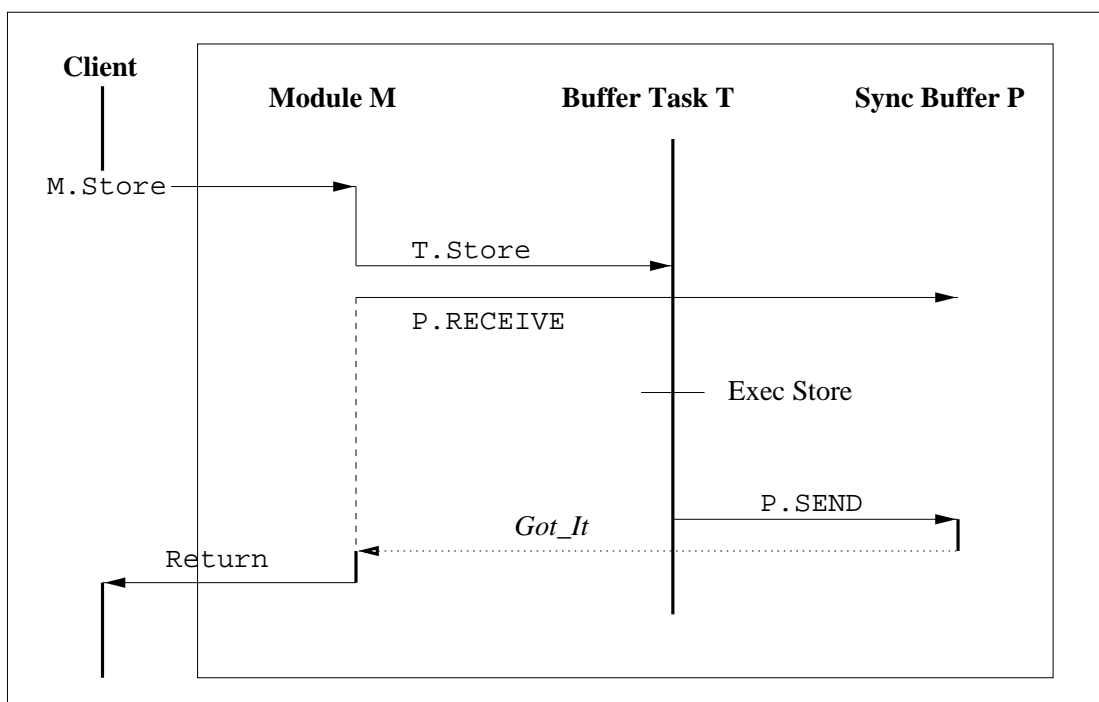 Client
Module M
Buffer Task T
Sync Buffer P
M.Store
T.Store
P.RECEIVE
Exec Store
P.SEND
Got_It
Return